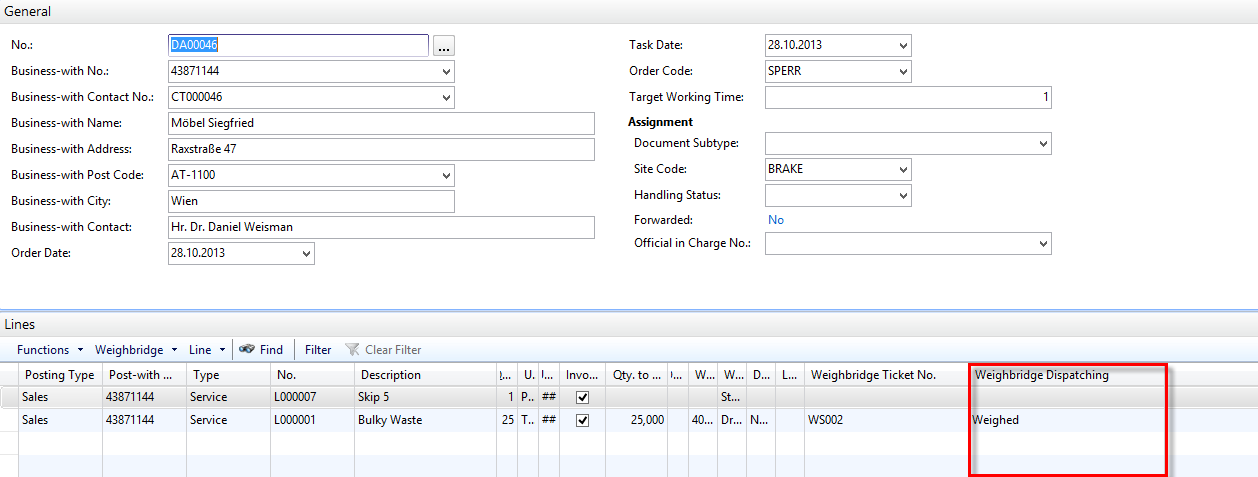 General
No.: DA00046 ...
Business-with No.: 43871144
Business-with Contact No.: CT000046
Business-with Name: Möbel Siegfried
Business-with Address: Raxstraße 47
Business-with Post Code: AT-1100
Business-with City: Wien
Business-with Contact: Hr. Dr. Daniel Weisman
Order Date: 28.10.2013
Task Date: 28.10.2013
Order Code: SPERR
Target Working Time: 1
Assignment
Document Subtype:
Site Code: BRAKE
Handling Status:
Forwarded: No
Official in Charge No.:
Lines
Functions Weighbridge Line Find Filter Clear Filter
Posting Type Post-with ... Type No. Description ... U. ... Invo... Qty. to ... ... W... W... D... L... Weighbridge Ticket No. Weighbridge Dispatching
Sales 43871144 Service L000007 Skip 5 1 P.. ## St...
Sales 43871144 Service L000001 Bulky Waste 25 T.. ## 25,000 40... Dr... N... WS002 Weighed